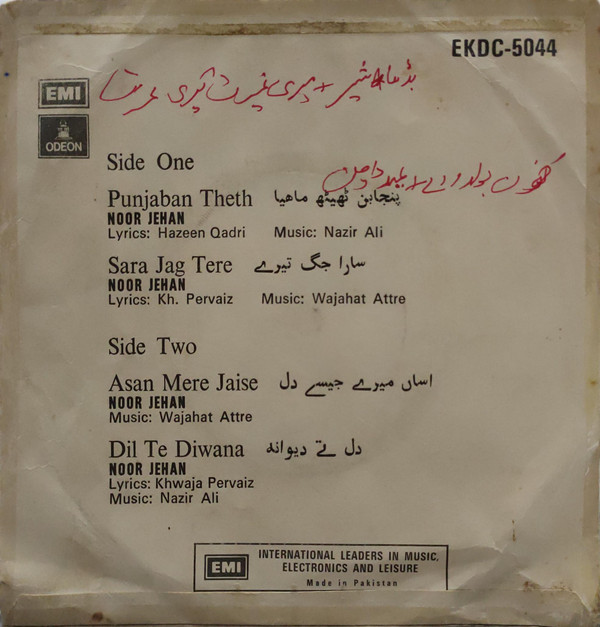 EKDC-5044
EMI
ODEON
Side One
Punjaban Theth پنجابن ٹھیٹھ ماھیا
NOOR JEHAN
Lyrics: Hazeen Qadri Music: Nazir Ali
Sara Jag Tere سارا جگ تیرے
NOOR JEHAN
Lyrics: Kh. Pervaiz Music: Wajahat Attre
Side Two
Asan Mere Jaise اساں میرے جیسے دل
NOOR JEHAN
Music: Wajahat Attre
Dil Te Diwana دل تے دیوانہ
NOOR JEHAN
Lyrics: Khwaja Pervaiz
Music: Nazir Ali
EMI
INTERNATIONAL LEADERS IN MUSIC,
ELECTRONICS AND LEISURE
Made in Pakistan